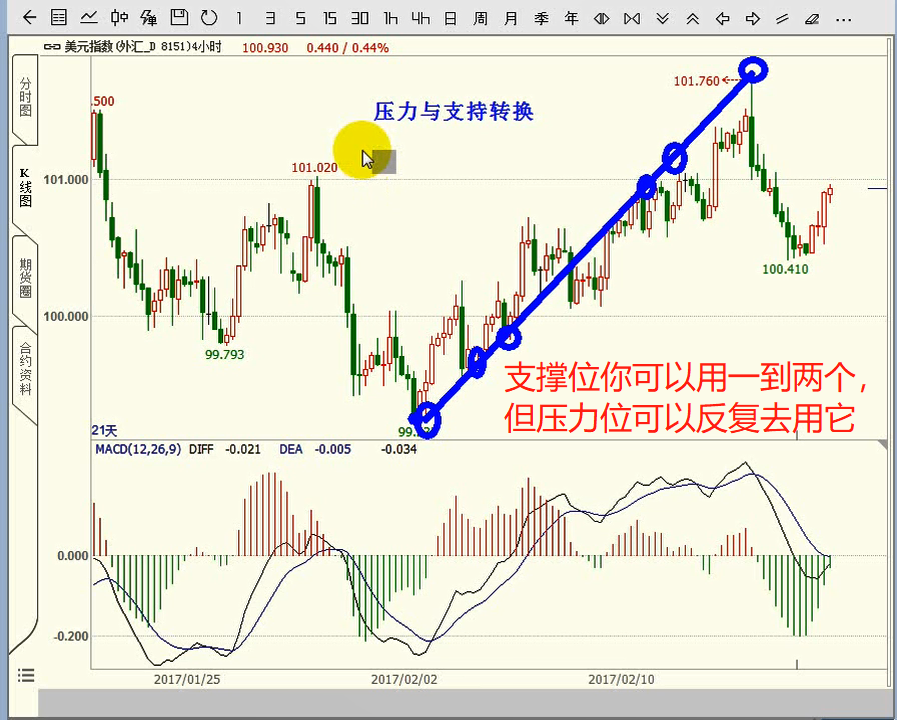 1 3 5 15 30 1h 4h 日 周 月 季 年
美元指数(外汇_D 8151)4小时 100.930 0.440 / 0.44%
分时图
K线图
期货圈
合约资料
.500
101.760
压力与支持转换
101.020
101.000
100.410
100.000
99.793
支撑位你可以用一到两个，
但压力位可以反复去用它
21天
MACD(12,26,9) DIFF -0.021 DEA -0.005 -0.034
0.000
-0.200
2017/01/25 2017/02/02 2017/02/10